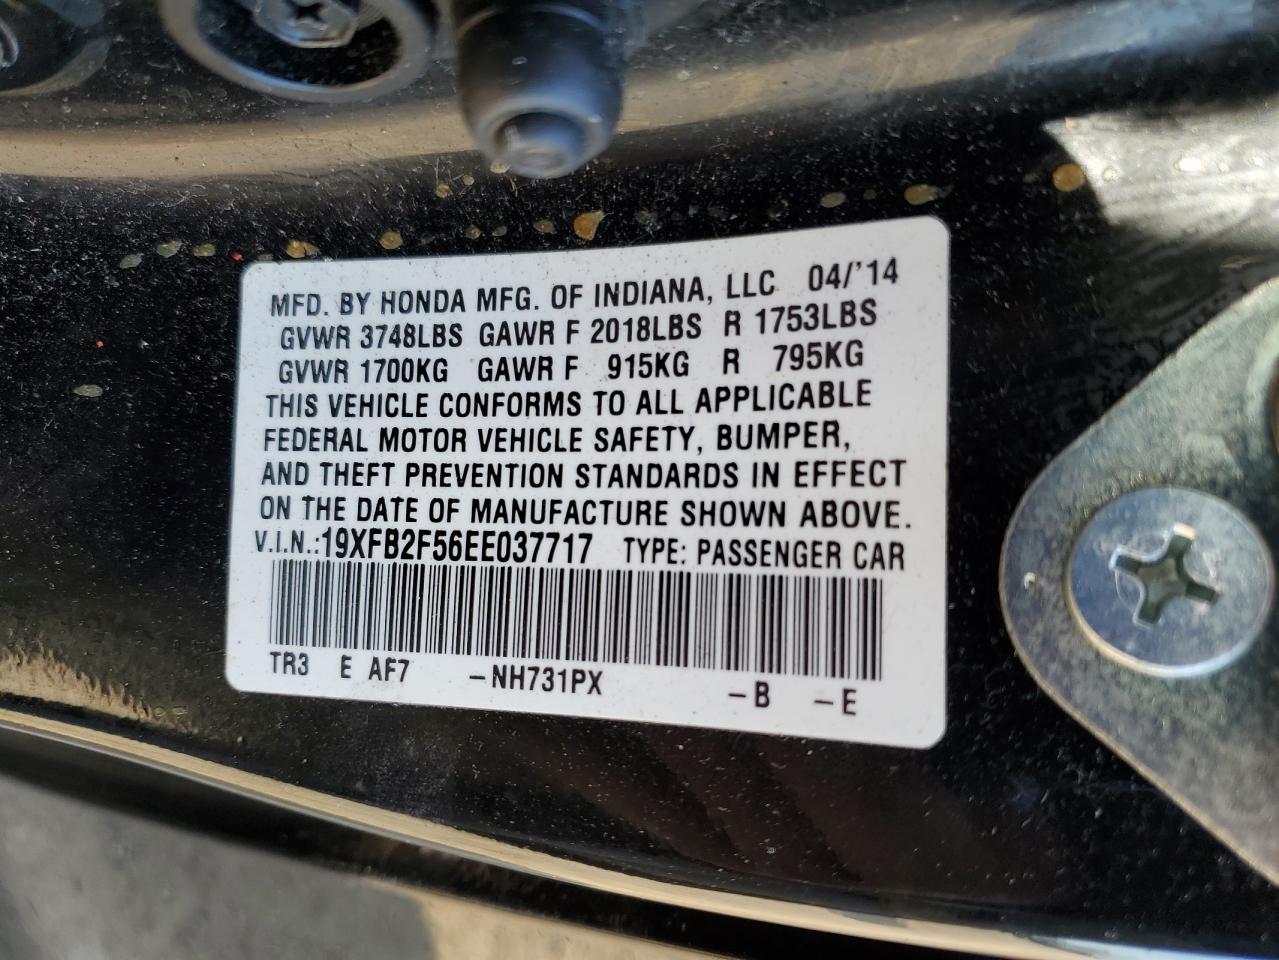 MFD. BY HONDA MFG. OF INDIANA, LLC 04/'14
GVWR 3748LBS GAWR F 2018LBS R 1753LBS
GVWR 1700KG GAWR F 915KG R 795KG
THIS VEHICLE CONFORMS TO ALL APPLICABLE
FEDERAL MOTOR VEHICLE SAFETY, BUMPER,
AND THEFT PREVENTION STANDARDS IN EFFECT
ON THE DATE OF MANUFACTURE SHOWN ABOVE.
V.I.N.:19XFB2F56EE037717 TYPE: PASSENGER CAR
TR3 E AF7 -NH731PX -B -E